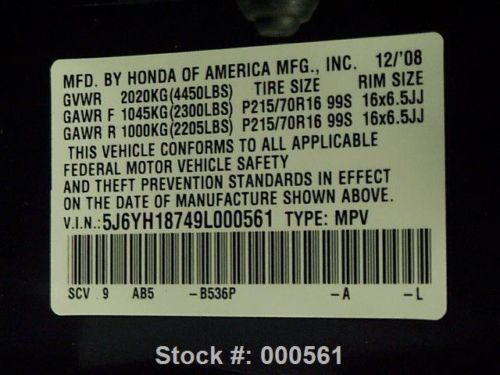 MFD. BY HONDA OF AMERICA MFG., INC. 12/'08
GVWR 2020KG(4450LBS) TIRE SIZE RIM SIZE
GAWR F 1045KG(2300LBS) P215/70R16 99S 16x6.5JJ
GAWR R 1000KG(2205LBS) P215/70R16 99S 16x6.5JJ
THIS VEHICLE CONFORMS TO ALL APPLICABLE
FEDERAL MOTOR VEHICLE SAFETY
AND THEFT PREVENTION STANDARDS IN EFFECT
ON THE DATE OF MANUFACTURE SHOWN ABOVE.
V.I.N.:5J6YH18749L000561 TYPE: MPV
SCV 9 AB5 -B536P -A -L
Stock #: 000561